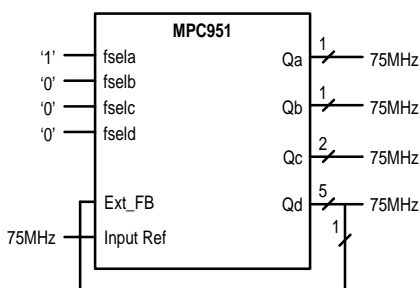 MPC951
'1' fsela
'0' fselb
'0' fselc
'0' fseld
Ext_FB
75MHz Input Ref
Qa 1 75MHz
Qb 1 75MHz
Qc 2 75MHz
Qd 5 75MHz
1